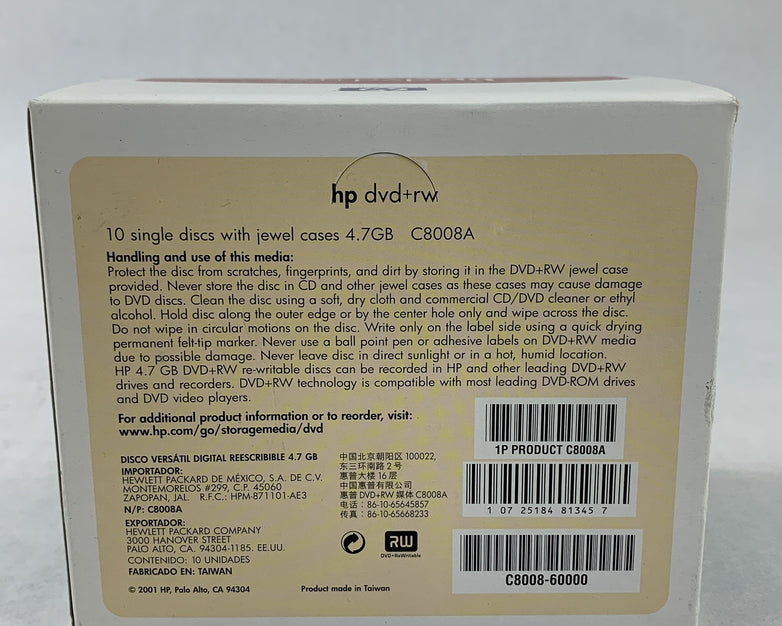 hp dvd+rw
10 single discs with jewel cases 4.7GB C8008A
Handling and use of this media:
Protect the disc from scratches, fingerprints, and dirt by storing it in the DVD+RW jewel case
provided. Never store the disc in CD and other jewel cases as these cases may cause damage
to DVD discs. Clean the disc using a soft, dry cloth and commercial CD/DVD cleaner or ethyl
alcohol. Hold disc along the outer edge or by the center hole only and wipe across the disc.
Do not wipe in circular motions on the disc. Write only on the label side using a quick drying
permanent felt-tip marker. Never use a ball point pen or adhesive labels on DVD+RW media
due to possible damage. Never leave disc in direct sunlight or in a hot, humid location.
HP 4.7 GB DVD+RW re-writable discs can be recorded in HP and other leading DVD+RW
drives and recorders. DVD+RW technology is compatible with most leading DVD-ROM drives
and DVD video players.
For additional product information or to reorder, visit:
www.hp.com/go/storagemedia/dvd
DISCO VERSÁTIL DIGITAL REESCRIBIBLE 4.7 GB
IMPORTADOR:
HEWLETT PACKARD DE MÉXICO, S.A. DE C.V.
MONTEMORELOS #299, C.P. 45060
ZAPOPAN, JAL. R.F.C.: HPM-871101-AE3
N/P: C8008A
EXPORTADOR:
HEWLETT PACKARD COMPANY
3000 HANOVER STREET
PALO ALTO, CA. 94304-1185. EE.UU.
CONTENIDO: 10 UNIDADES
FABRICADO EN: TAIWAN
© 2001 HP, Palo Alto, CA 94304
中国北京朝阳区 100022,
东三环南路 2 号
惠普大楼 16 层
中国惠普有限公司
惠普 DVD+RW 媒体 C8008A
电话: 86-10-65645857
传真: 86-10-65668233
RW
DVD+ReWritable
Product made in Taiwan
1P PRODUCT C8008A
1 07 25184 81345 7
C8008-60000